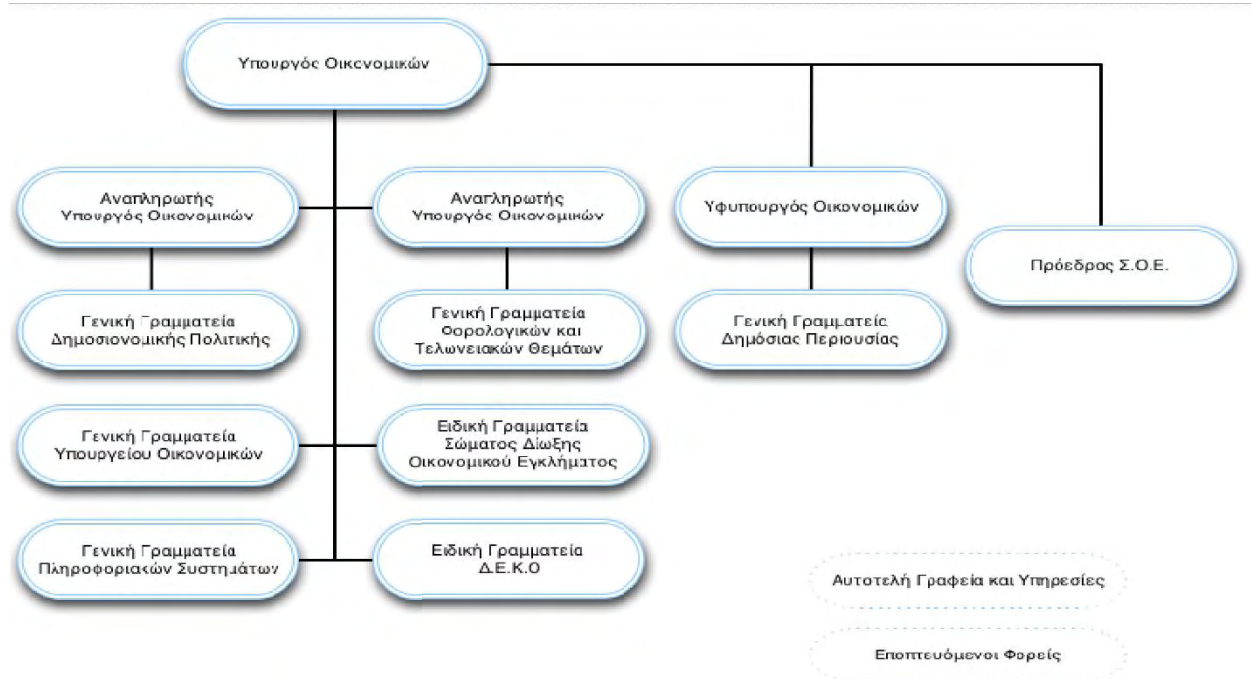 Υπουργός Οικονομικών
Αναπληρωτής
Υπουργός Οικονομικών
Αναπληρωτής
Υπουργός Οικονομικών
Υφυπουργός Οικονομικών
Πρόεδρος Σ.Ο.Ε.
Γενική Γραμματεία
Δημοσιονομικής Πολιτικής
Γενική Γραμματεία
Φορολογικών και
Τελωνειακών Θεμάτων
Γενική Γραμματεία
Δημόσιας Περιουσίας
Γενική Γραμματεία
Υπουργείου Οικονομικών
Ειδική Γραμματεία
Σώματος Δίωξης
Οικονομικού Εγκλήματος
Γενική Γραμματεία
Πληροφοριακών Συστημάτων
Ειδική Γραμματεία
Δ.Ε.Κ.Ο
Αυτοτελή Γραφεία και Υπηρεσίες
Εποπτευόμενοι Φορείς